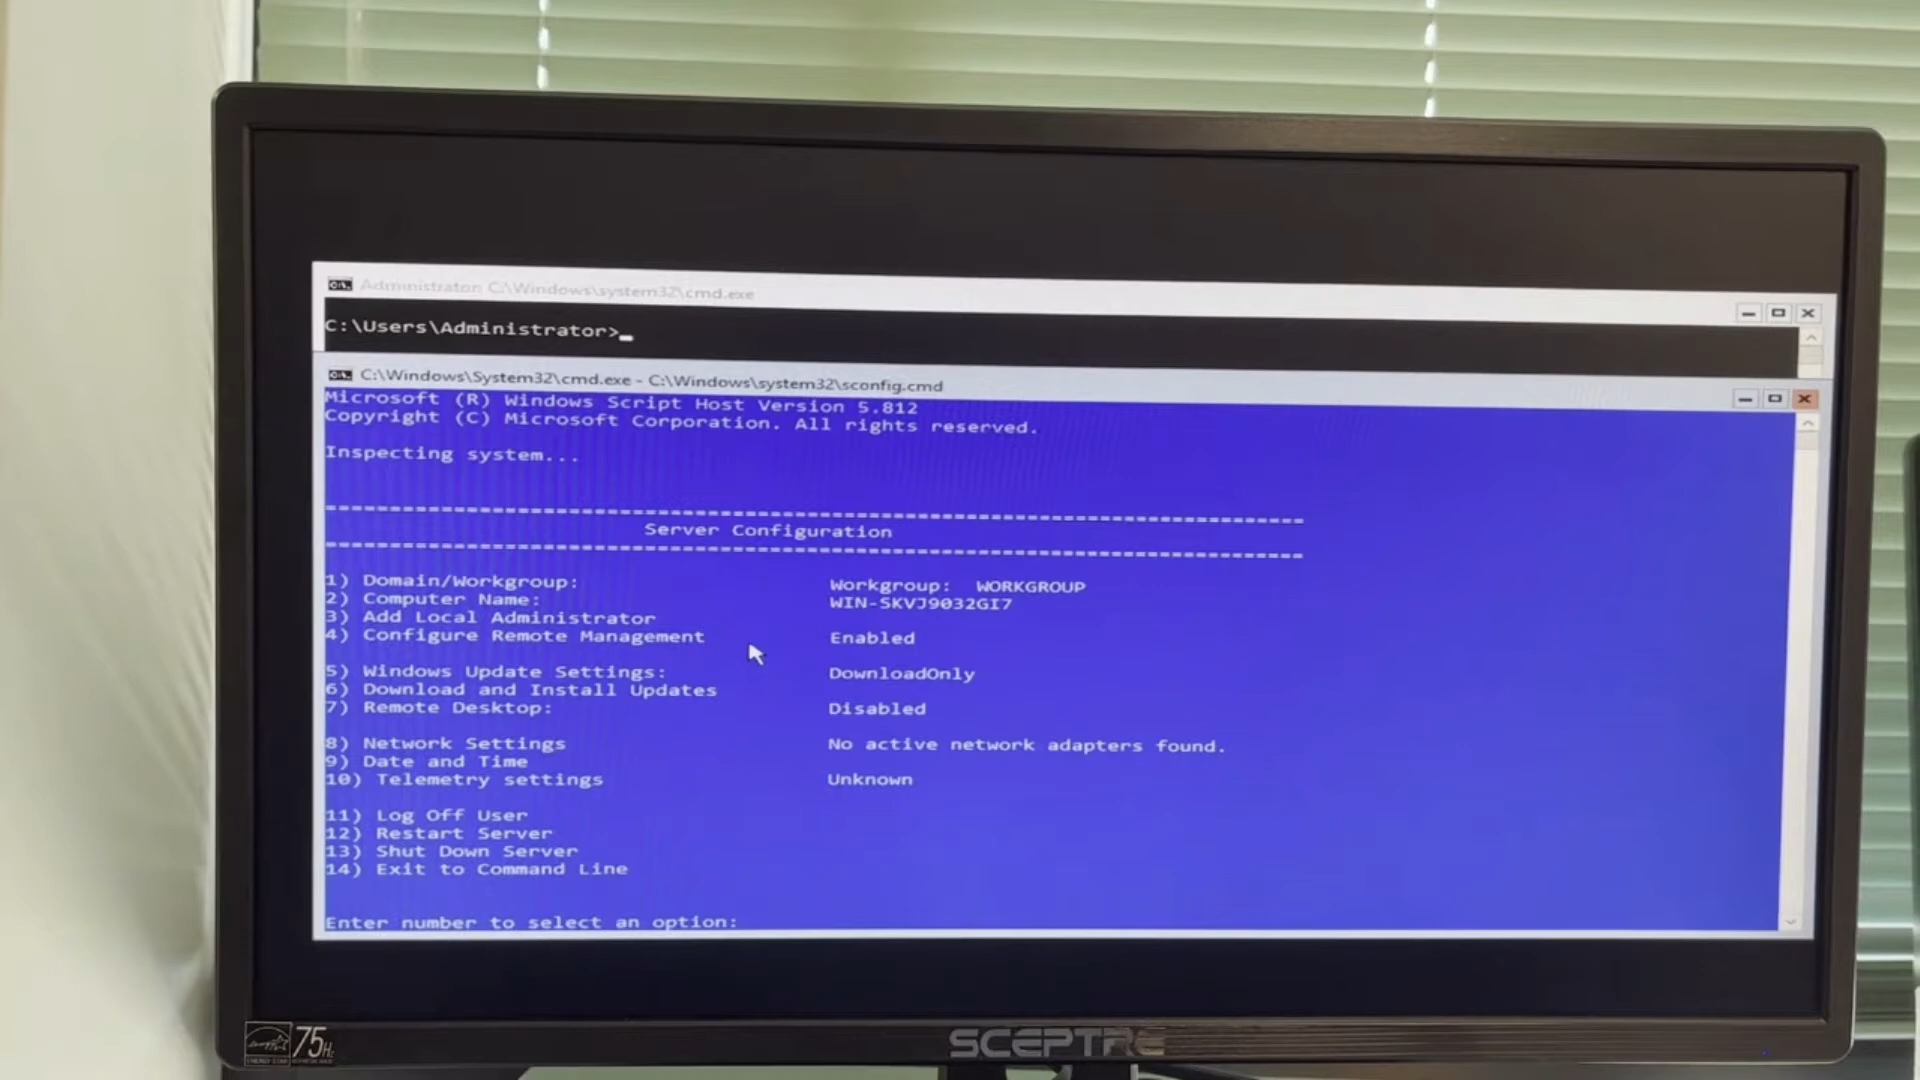 Administrator: C:\Windows\system32\cmd.exe
C:\Users\Administrator>
C:\Windows\System32\cmd.exe - C:\Windows\system32\sconfig.cmd
Microsoft (R) Windows Script Host Version 5.812
Copyright (C) Microsoft Corporation. All rights reserved.
Inspecting system...
===============================================================================
Server Configuration
===============================================================================
1) Domain/Workgroup: Workgroup: WORKGROUP
2) Computer Name: WIN-SKVJ9032GI7
3) Add Local Administrator
4) Configure Remote Management Enabled
5) Windows Update Settings: DownloadOnly
6) Download and Install Updates
7) Remote Desktop: Disabled
8) Network Settings No active network adapters found.
9) Date and Time
10) Telemetry settings Unknown
11) Log Off User
12) Restart Server
13) Shut Down Server
14) Exit to Command Line
Enter number to select an option:
75Hz
SCEPTRE